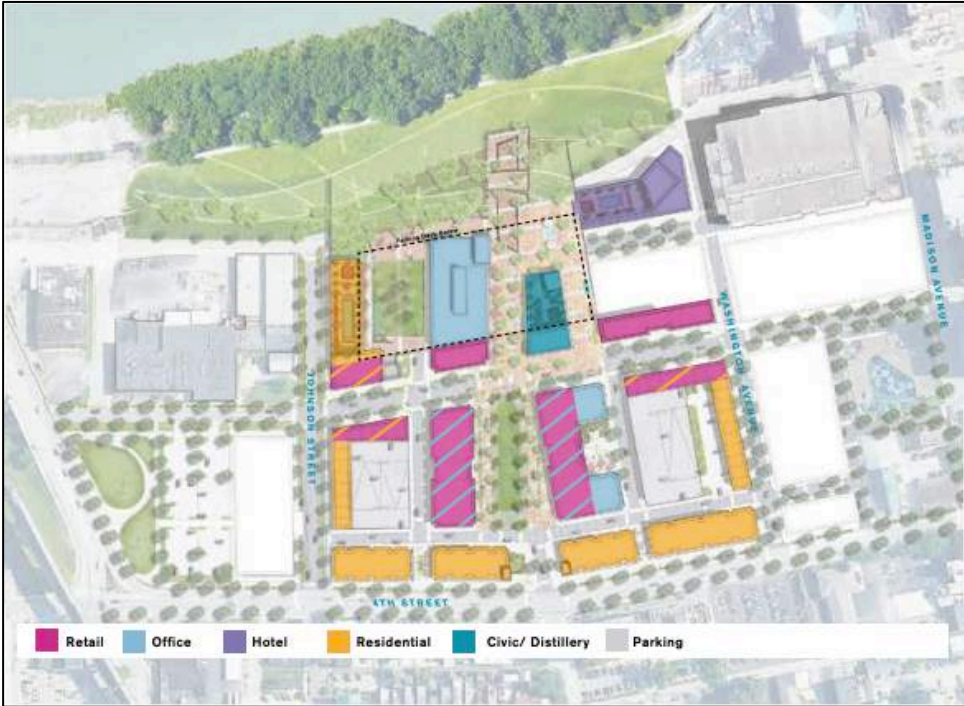 MADISON AVENUE
WASHINGTON AVENUE
JOHNSON STREET
4TH STREET
Retail
Office
Hotel
Residential
Civic/ Distillery
Parking